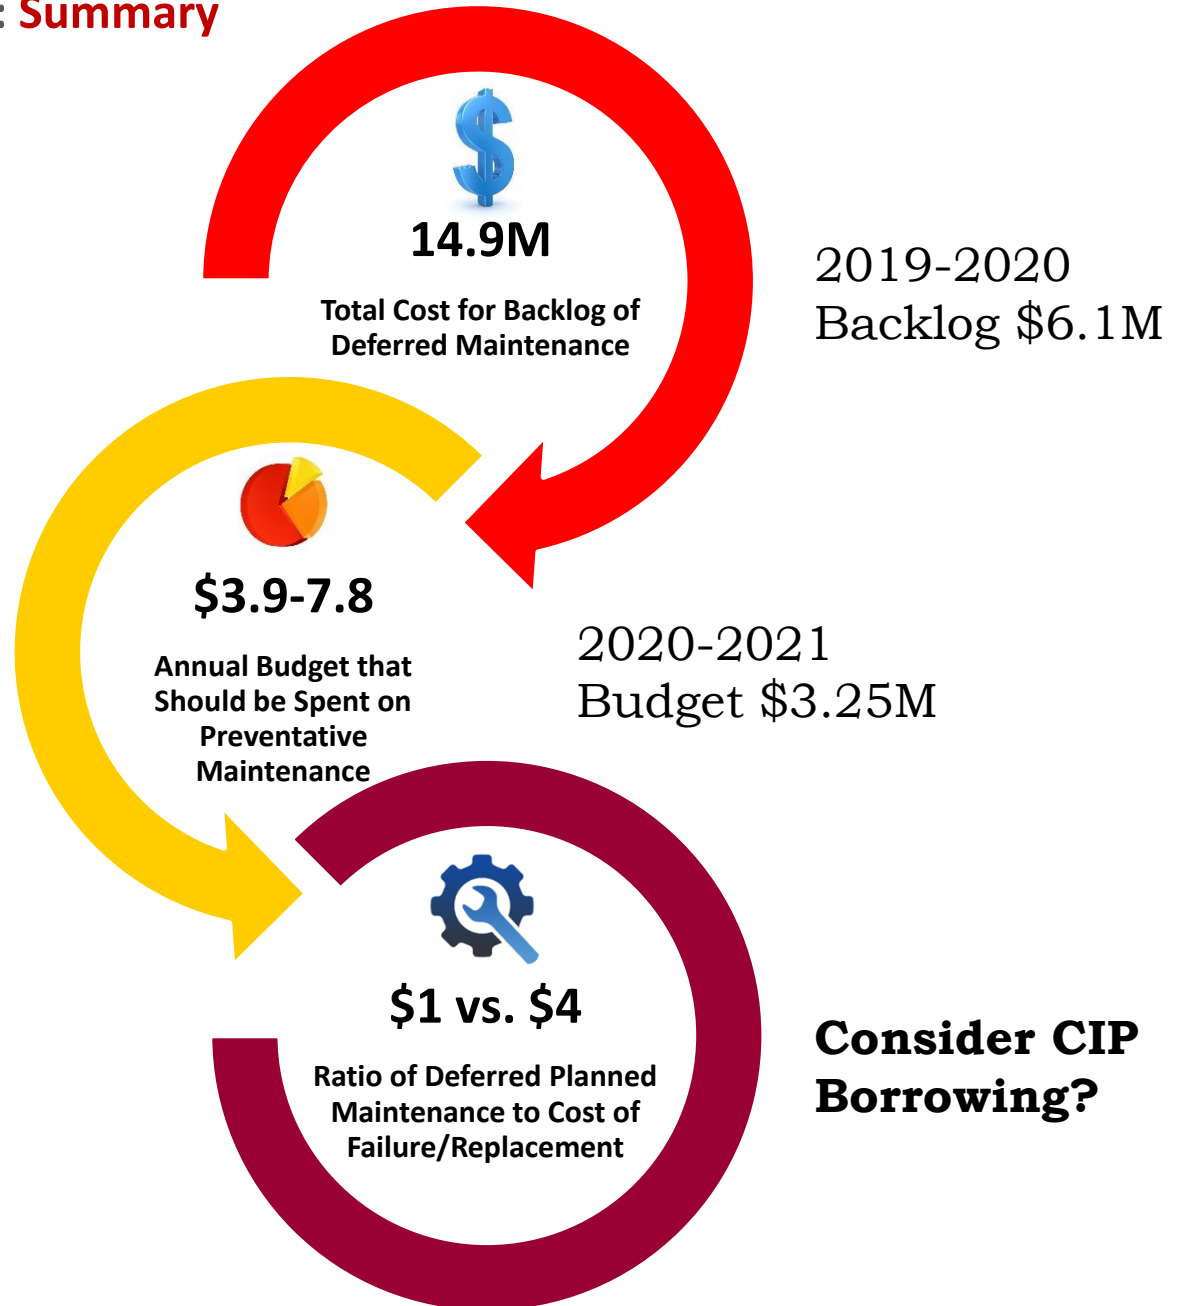 : Summary
$
14.9M
Total Cost for Backlog of
Deferred Maintenance
2019-2020
Backlog $6.1M
$3.9-7.8
Annual Budget that
Should be Spent on
Preventative
Maintenance
2020-2021
Budget $3.25M
$1 vs. $4
Ratio of Deferred Planned
Maintenance to Cost of
Failure/Replacement
Consider CIP
Borrowing?